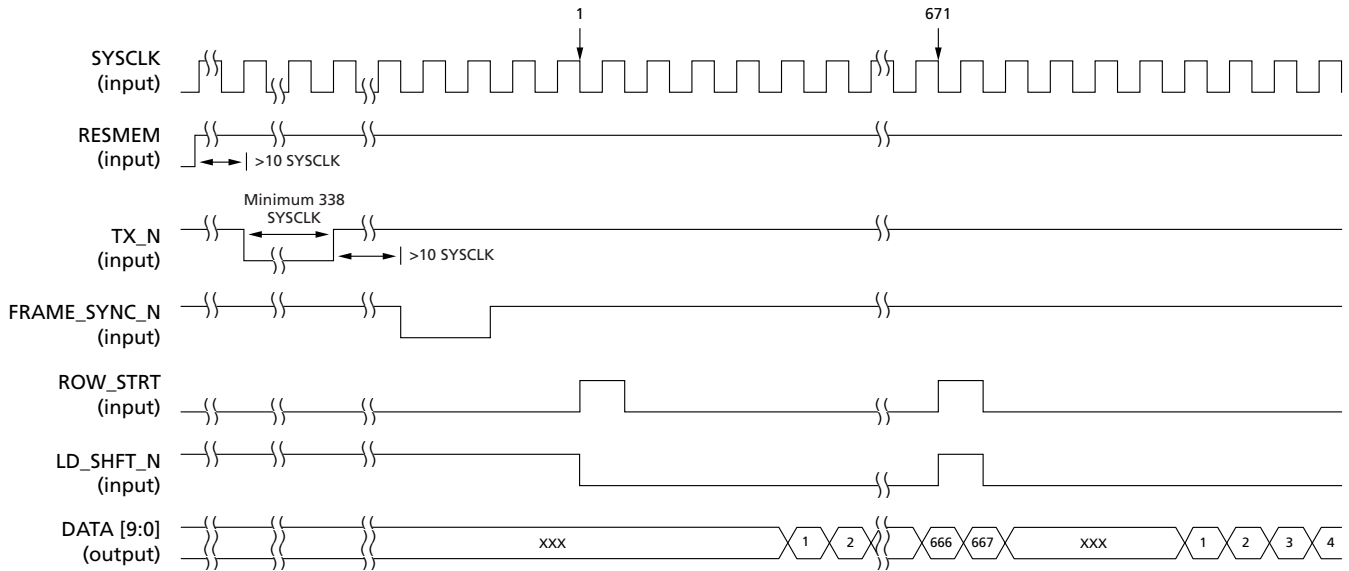 1
671
SYSCLK
(input)
RESMEM
(input)
>10 SYSCLK
Minimum 338
SYSCLK
TX_N
(input)
>10 SYSCLK
FRAME_SYNC_N
(input)
ROW_STRT
(input)
LD_SHFT_N
(input)
DATA [9:0]
(output)
XXX
1
2
666
667
XXX
1
2
3
4